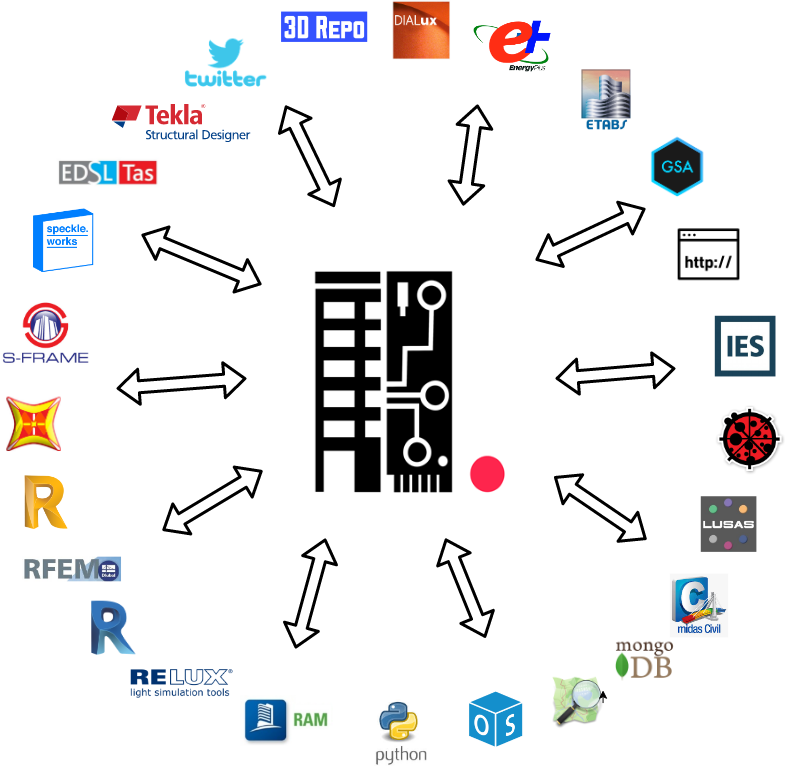 3D REPO
DIALux
e+
EnergyPlus
twitter
ETABS
Tekla®
Structural Designer
GSA
EDSL Tas
speckle.
works
http://
IES
S-FRAME
R
LUSAS
RFEM
Dlubal
C
midas Civil
R
mongo
DB
RELUX®
light simulation tools
RAM
OS
python